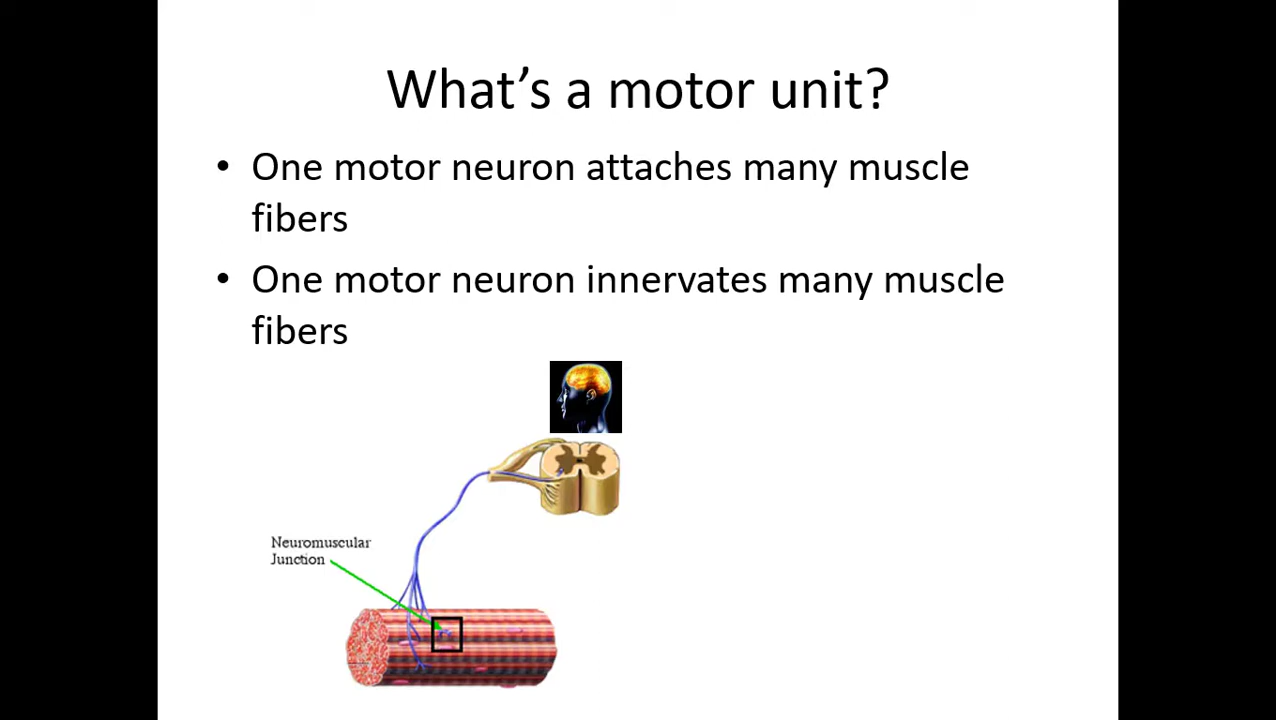 What’s a motor unit?
• One motor neuron attaches many muscle
fibers
• One motor neuron innervates many muscle
fibers
Neuromuscular
Junction